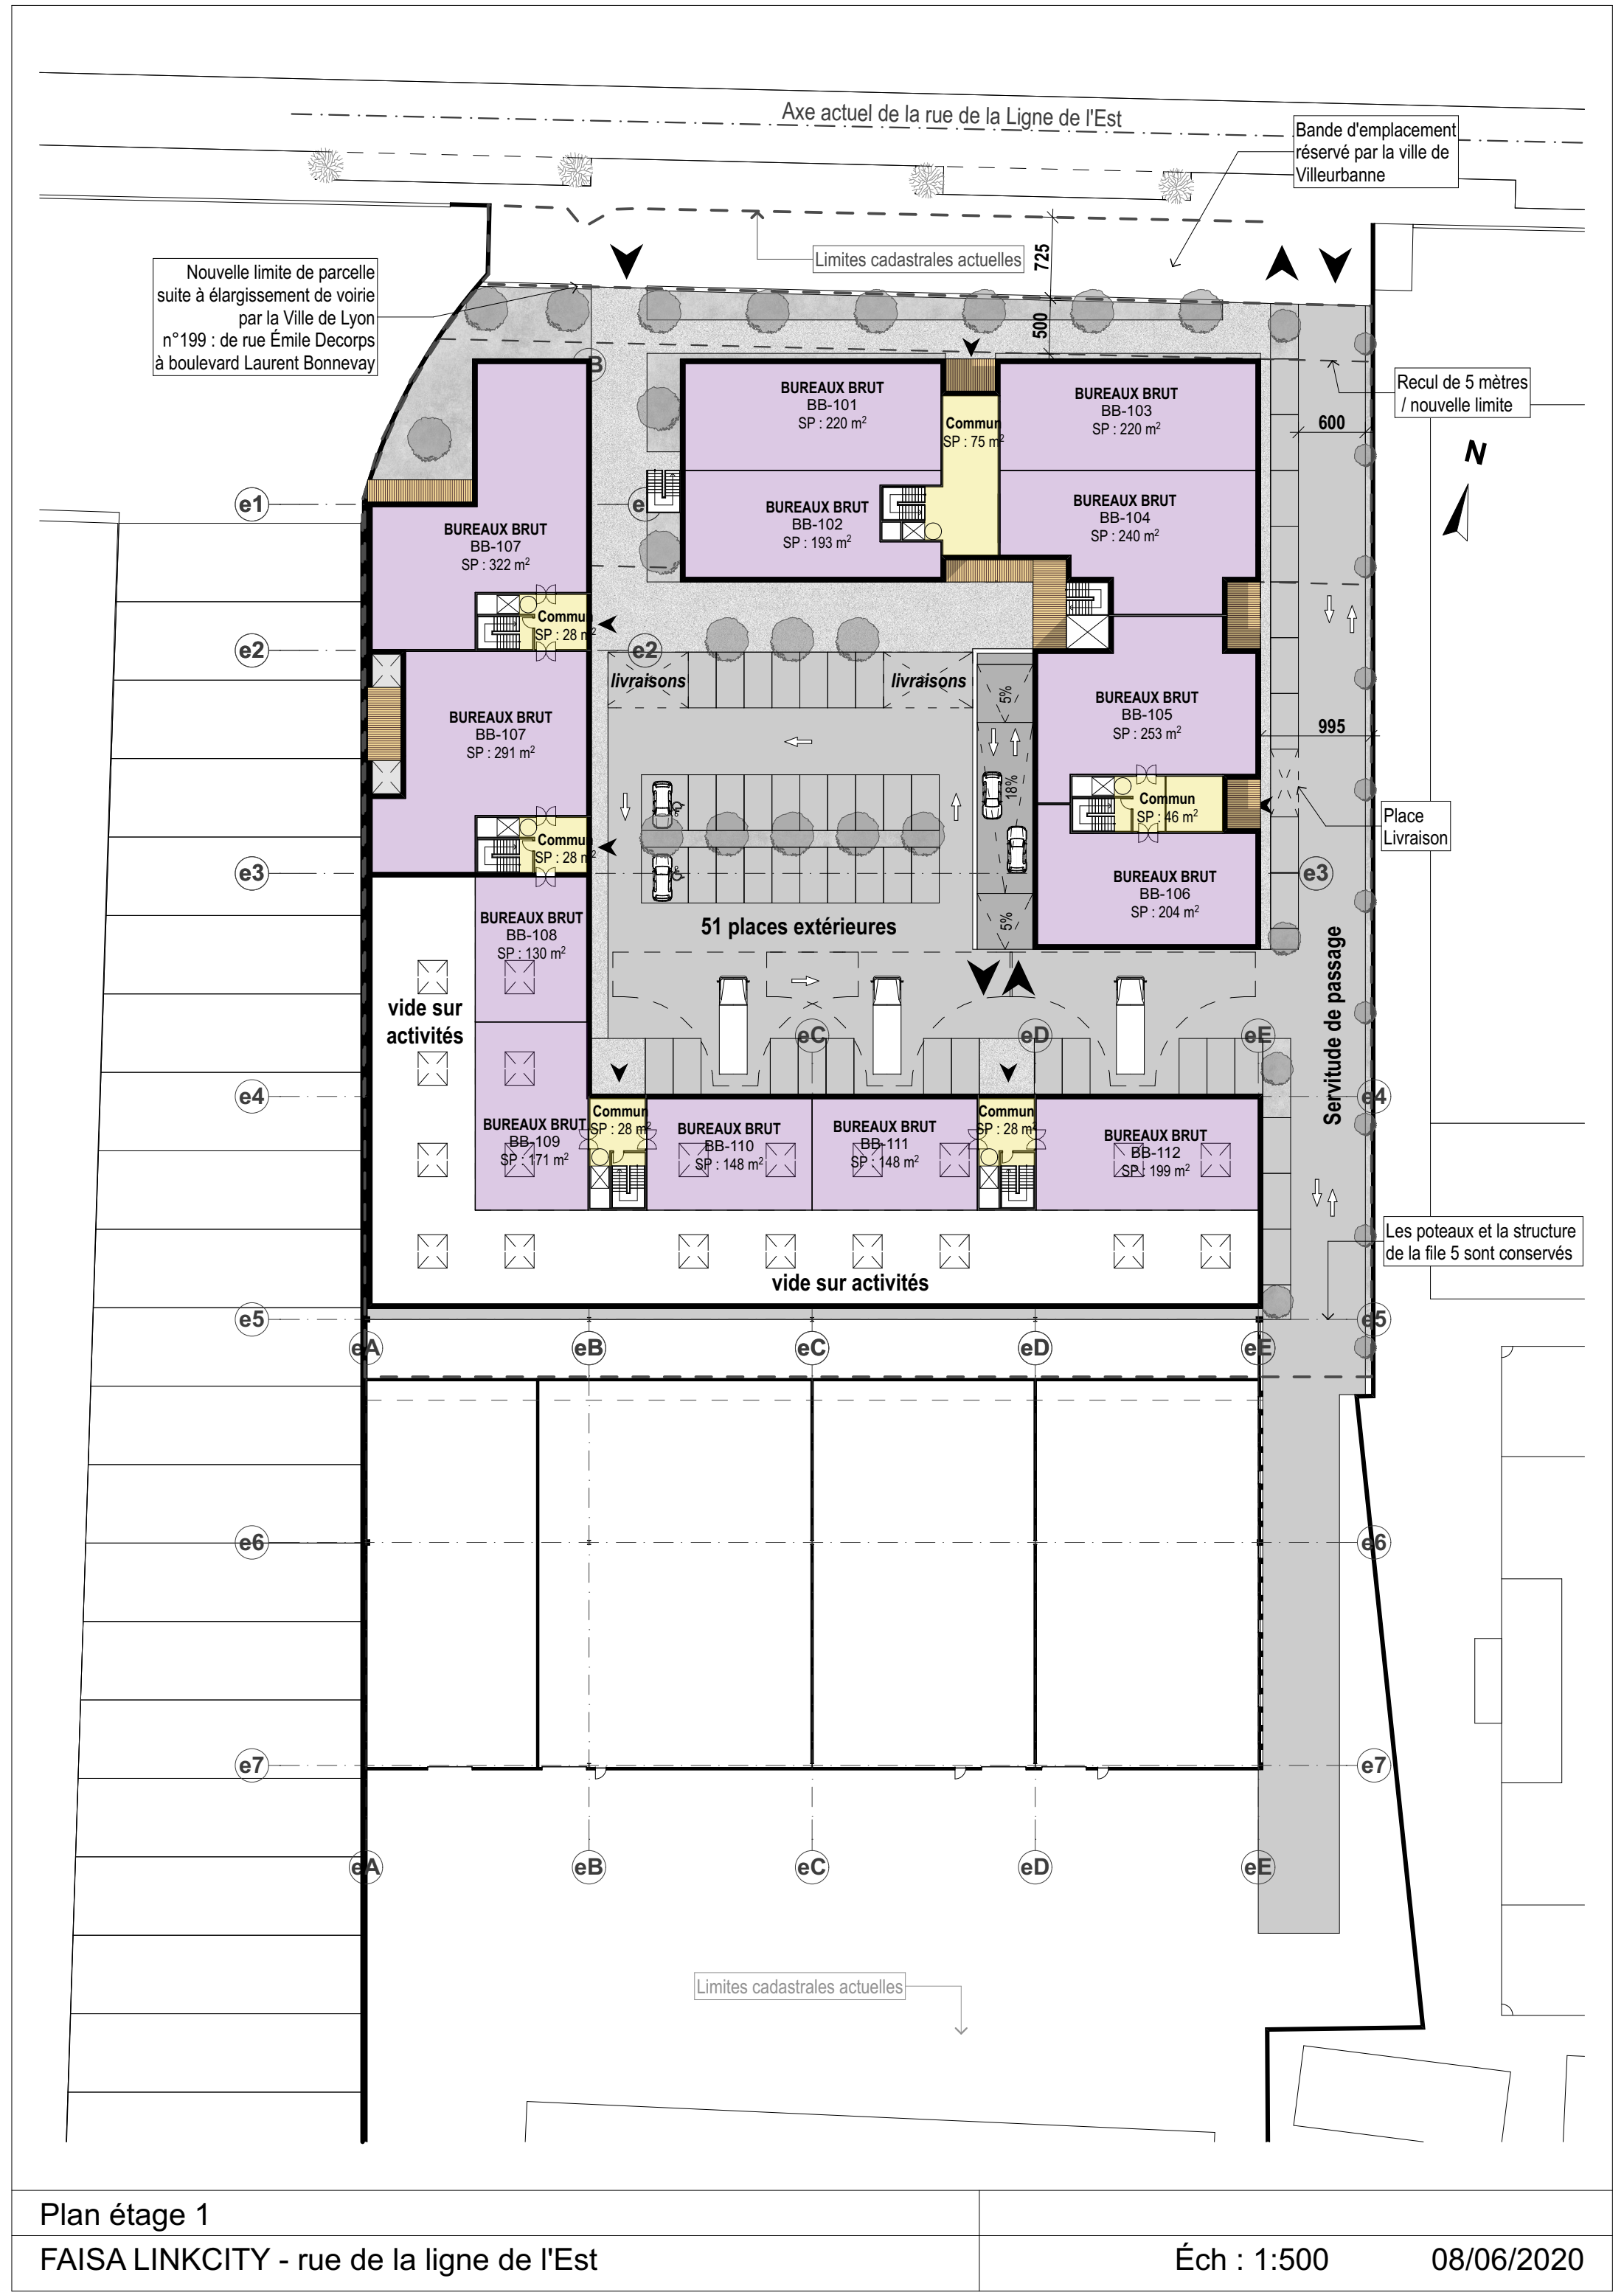 Axe actuel de la rue de la Ligne de l'Est
Bande d'emplacement
réservé par la ville de
Villeurbanne
Limites cadastrales actuelles
725
Nouvelle limite de parcelle
suite à élargissement de voirie
par la Ville de Lyon
n°199 : de rue Émile Decorps
à boulevard Laurent Bonnevay
500
B
Recul de 5 mètres
/ nouvelle limite
600
N
BUREAUX BRUT
BB-101
SP : 220 m²
Commun
SP : 75 m²
BUREAUX BRUT
BB-103
SP : 220 m²
e1
e
BUREAUX BRUT
BB-102
SP : 193 m²
BUREAUX BRUT
BB-104
SP : 240 m²
BUREAUX BRUT
BB-107
SP : 322 m²
Commun
SP : 28 m²
e2
e2
livraisons
livraisons
5%
BUREAUX BRUT
BB-107
SP : 291 m²
BUREAUX BRUT
BB-105
SP : 253 m²
995
18%
Commun
SP : 46 m²
Place
Livraison
Commun
SP : 28 m²
e3
e3
BUREAUX BRUT
BB-106
SP : 204 m²
BUREAUX BRUT
BB-108
SP : 130 m²
51 places extérieures
5%
Servitude de passage
vide sur
activités
eC
eD
eE
e4
e4
BUREAUX BRUT
BB-109
SP : 171 m²
Commun
SP : 28 m²
BUREAUX BRUT
BB-110
SP : 148 m²
BUREAUX BRUT
BB-111
SP : 148 m²
Commun
SP : 28 m²
BUREAUX BRUT
BB-112
SP : 199 m²
Les poteaux et la structure
de la file 5 sont conservés
vide sur activités
e5
e5
eA
eB
eC
eD
eE
e6
e6
e7
e7
eA
eB
eC
eD
eE
Limites cadastrales actuelles
Plan étage 1
FAISA LINKCITY - rue de la ligne de l'Est
Éch : 1:500
08/06/2020